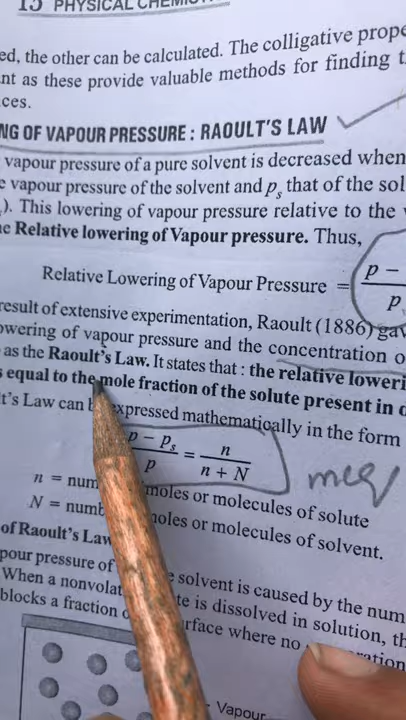 15 PHYSICAL
ed, the other can be calculated. The colligative prope
nt as these provide valuable methods for finding t
ces.
NG OF VAPOUR PRESSURE : RAOULT'S LAW
vapour pressure of a pure solvent is decreased when
e vapour pressure of the solvent and pₛ that of the sol
). This lowering of vapour pressure relative to the v
he Relative lowering of Vapour pressure. Thus,
Relative Lowering of Vapour Pressure = p − / p
result of extensive experimentation, Raoult (1886) gav
owering of vapour pressure and the concentration o
as the Raoult's Law. It states that : the relative loweri
s equal to the mole fraction of the solute present in d
t's Law can expressed mathematically in the form
p − pₛ / p = n / n + N
n = num moles or molecules of solute
N = numb moles or molecules of solvent.
of Raoult's Law
pour pressure of e solvent is caused by the num
When a nonvolat te is dissolved in solution, th
blocks a fraction o urface where no
Vapour